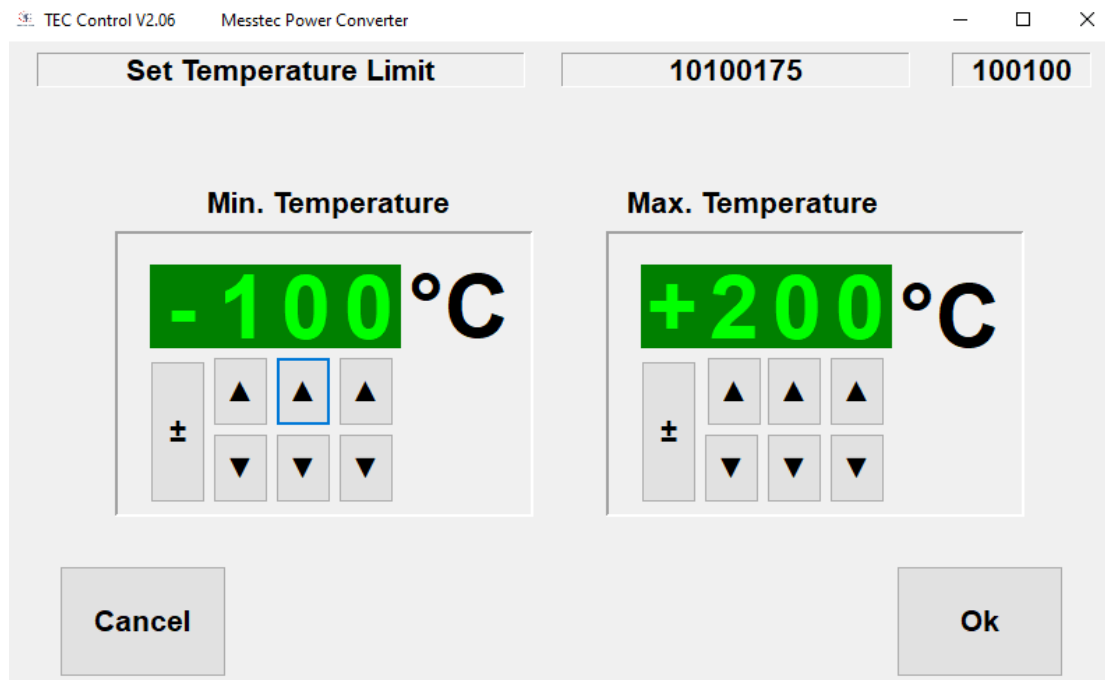 TEC Control V2.06 Messtec Power Converter
Set Temperature Limit 10100175 100100
Min. Temperature Max. Temperature
-100 °C +200 °C
± ▲ ▲ ▲ ± ▲ ▲ ▲
▼ ▼ ▼ ▼ ▼ ▼
Cancel Ok